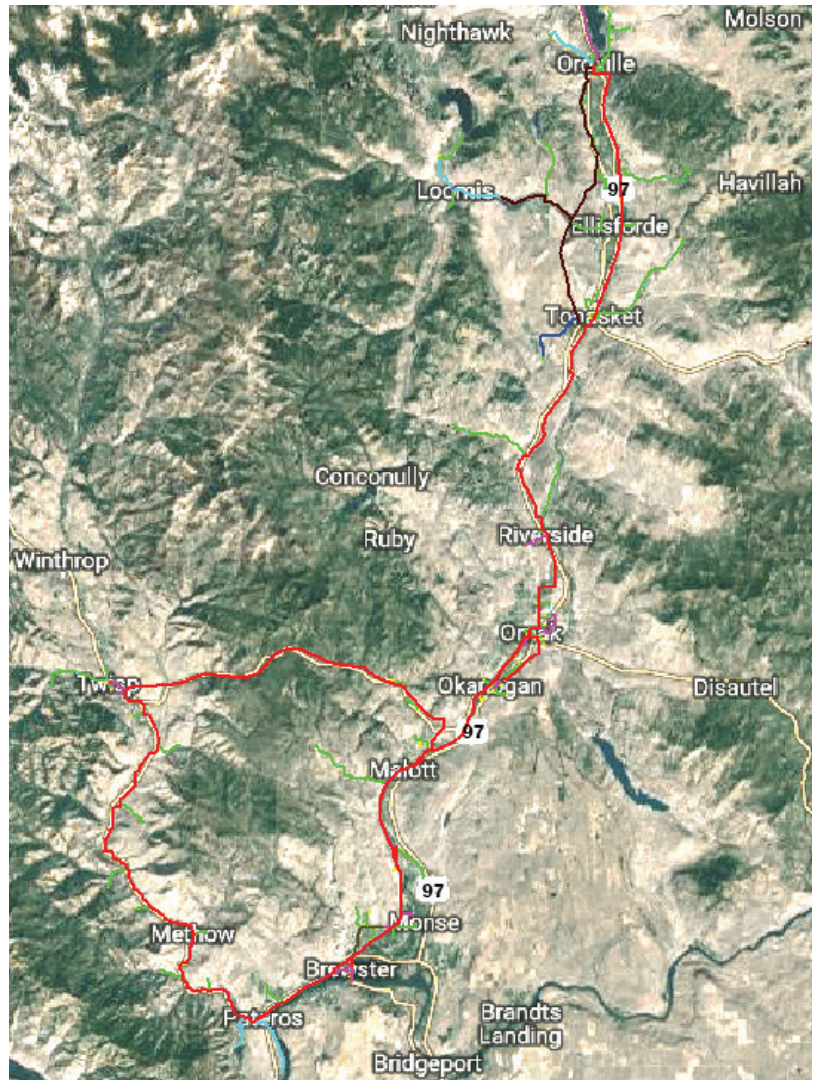 Molson
Nighthawk
Oroville
Loomis
97
Havillah
Ellisforde
Tonasket
Conconully
Riverside
Ruby
Winthrop
Omak
Twisp
Okanogan
Disautel
97
Malott
97
Methow
Monse
Brewster
Pateros
Brandts
Landing
Bridgeport